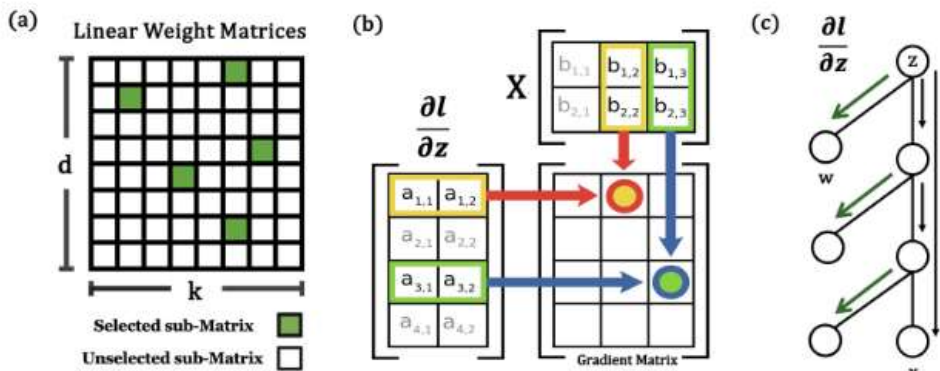 (a)
Linear Weight Matrices
d
k
Selected sub-Matrix
Unselected sub-Matrix
(b)
X
b1,1 b1,2 b1,3
b2,1 b2,2 b2,3
∂l
∂z
a1,1 a1,2
a2,1 a2,2
a3,1 a3,2
a4,1 a4,2
Gradient Matrix
(c)
∂l
∂z
z
w